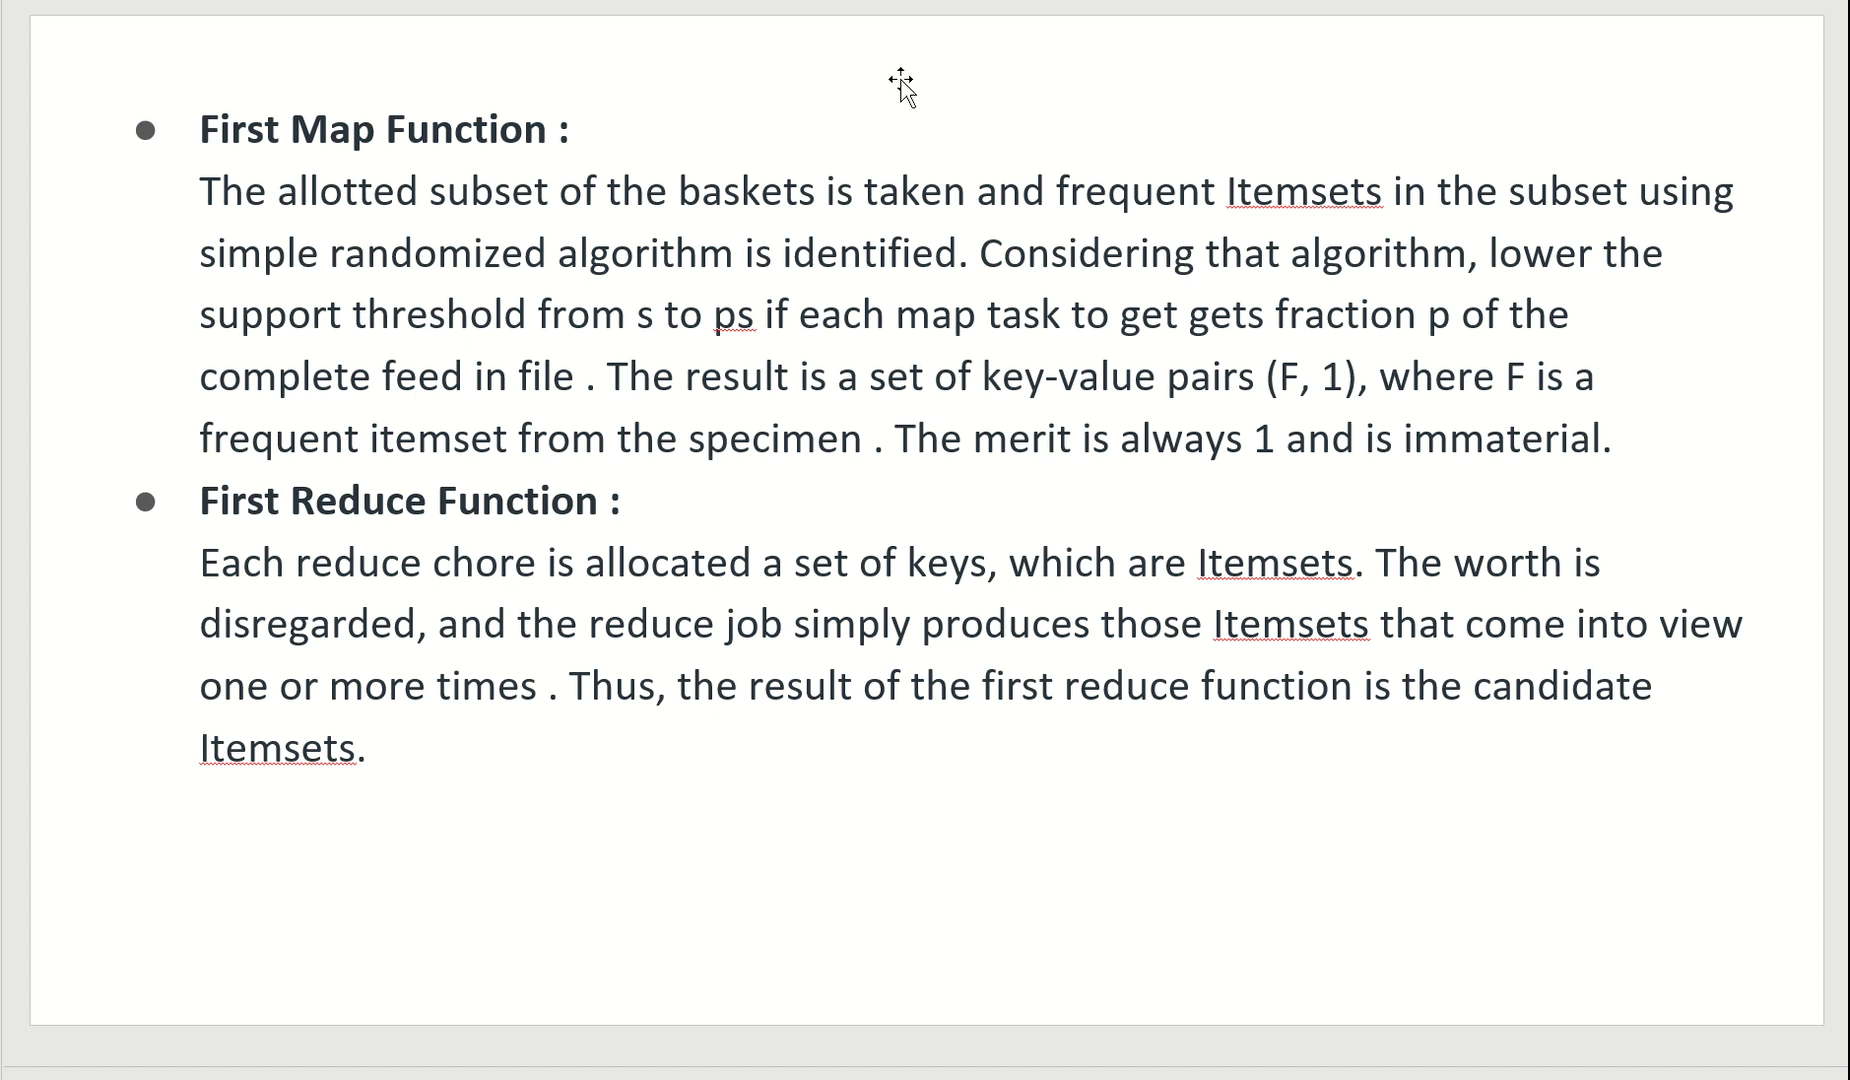 ● First Map Function :
The allotted subset of the baskets is taken and frequent Itemsets in the subset using
simple randomized algorithm is identified. Considering that algorithm, lower the
support threshold from s to ps if each map task to get gets fraction p of the
complete feed in file . The result is a set of key-value pairs (F, 1), where F is a
frequent itemset from the specimen . The merit is always 1 and is immaterial.
● First Reduce Function :
Each reduce chore is allocated a set of keys, which are Itemsets. The worth is
disregarded, and the reduce job simply produces those Itemsets that come into view
one or more times . Thus, the result of the first reduce function is the candidate
Itemsets.